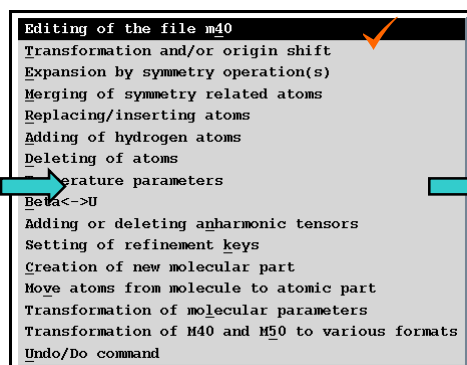 Editing of the file m40
Transformation and/or origin shift
Expansion by symmetry operation(s)
Merging of symmetry related atoms
Replacing/inserting atoms
Adding of hydrogen atoms
Deleting of atoms
parameters
Beta<->U
Adding or deleting anharmonic tensors
Setting of refinement keys
Creation of new molecular part
Move atoms from molecule to atomic part
Transformation of molecular parameters
Transformation of M40 and M50 to various formats
Undo/Do command